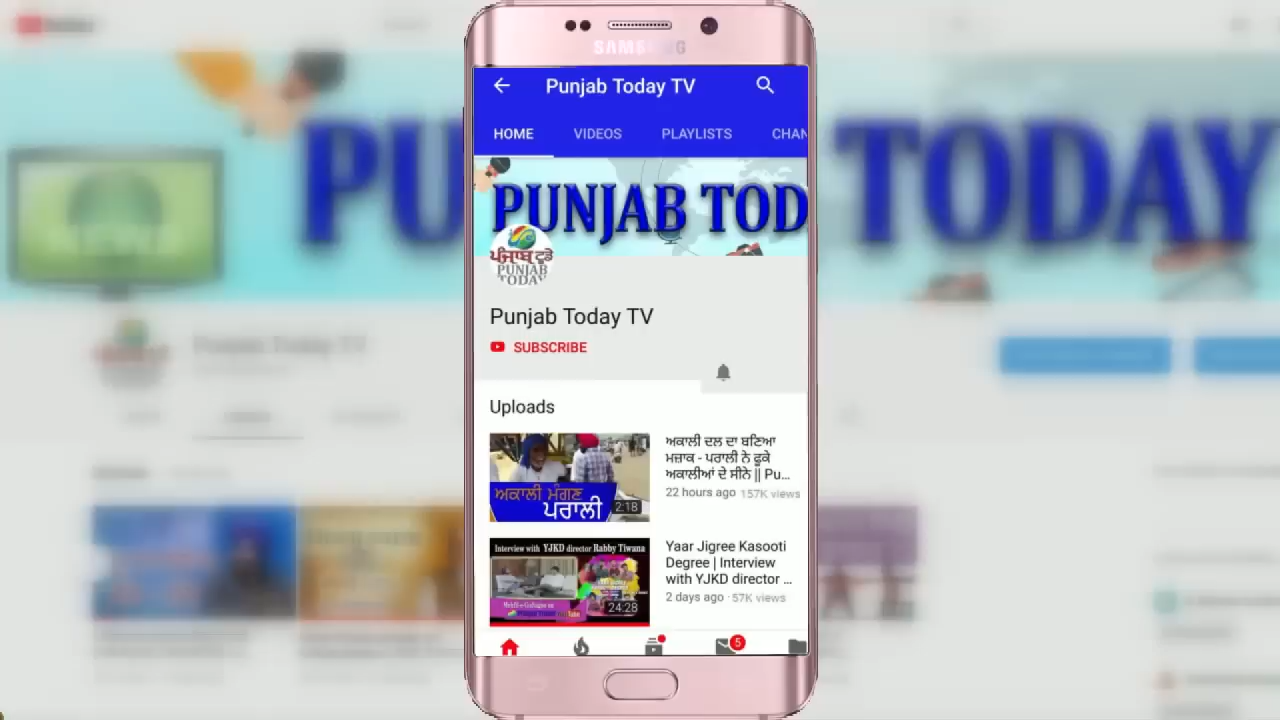 SAMSUNG
Punjab Today TV
HOME VIDEOS PLAYLISTS CHAN
PUNJAB TOD
PU TODAY
ਪੰਜਾਬ ਟੂਡੇ
PUNJAB
TODAY
Punjab Today TV
SUBSCRIBE
Uploads
ਅਕਾਲੀ ਮੰਗਣ
ਪਰਾਲੀ
2:18
ਅਕਾਲੀ ਦਲ ਦਾ ਬਣਿਆ
ਮਜ਼ਾਕ - ਪਰਾਲੀ ਨੇ ਫੂਕੇ
ਅਕਾਲੀਆਂ ਦੇ ਸੀਨੇ || Pu...
22 hours ago 157K views
Interview with YJKD director Rabby Tiwana
24:28
Yaar Jigree Kasooti
Degree | Interview
with YJKD director ...
2 days ago · 57K views
5